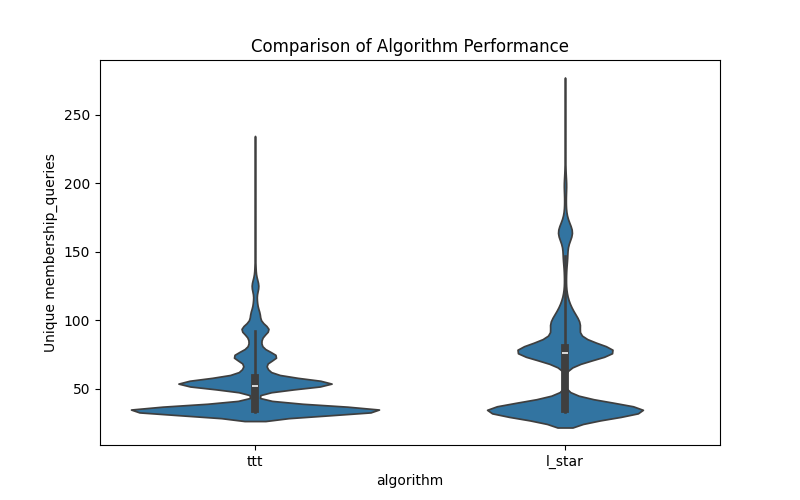 Comparison of Algorithm Performance
Unique membership_queries
250
200
150
100
50
ttt
l_star
algorithm